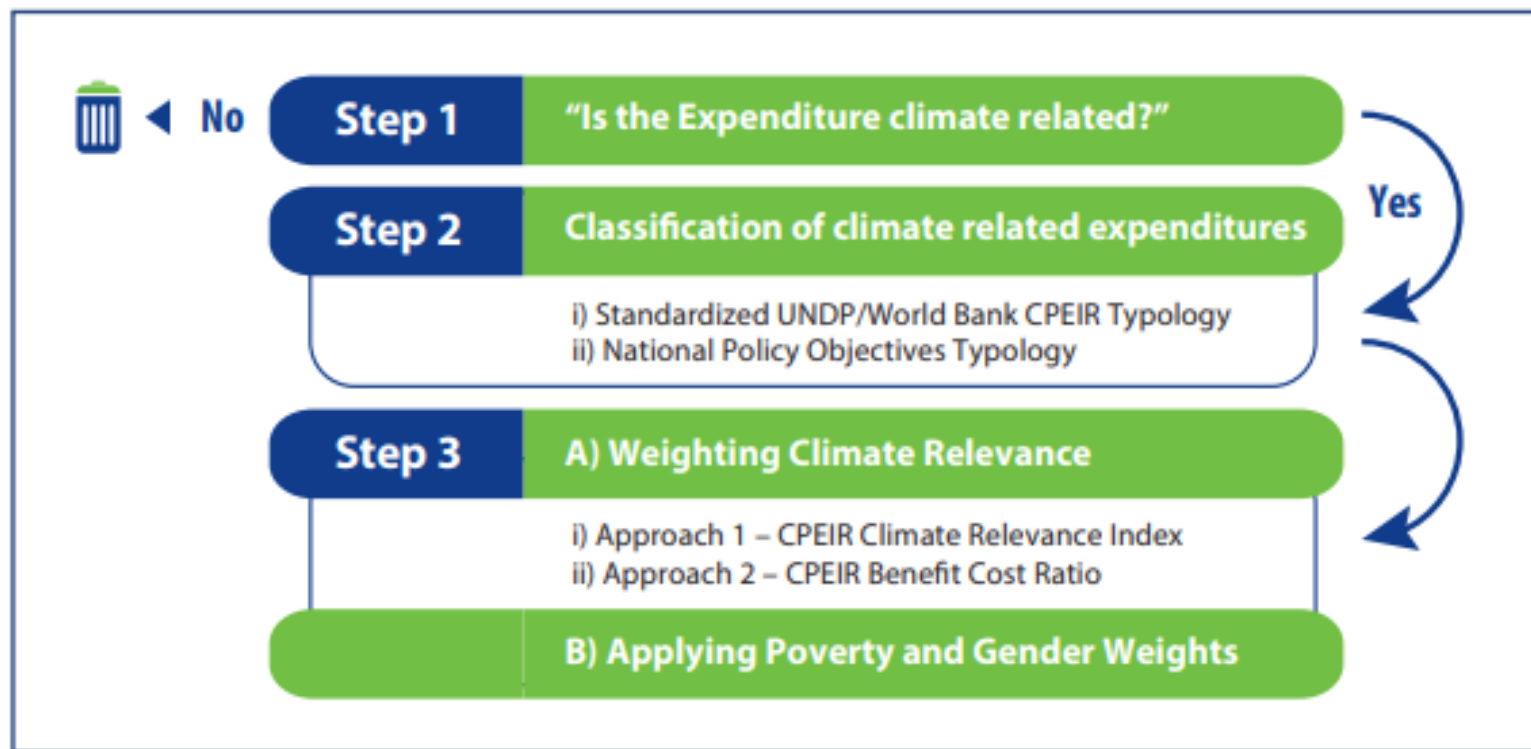 No
Step 1
“Is the Expenditure climate related?”
Yes
Step 2
Classification of climate related expenditures
i) Standardized UNDP/World Bank CPEIR Typology
ii) National Policy Objectives Typology
Step 3
A) Weighting Climate Relevance
i) Approach 1 – CPEIR Climate Relevance Index
ii) Approach 2 – CPEIR Benefit Cost Ratio
B) Applying Poverty and Gender Weights